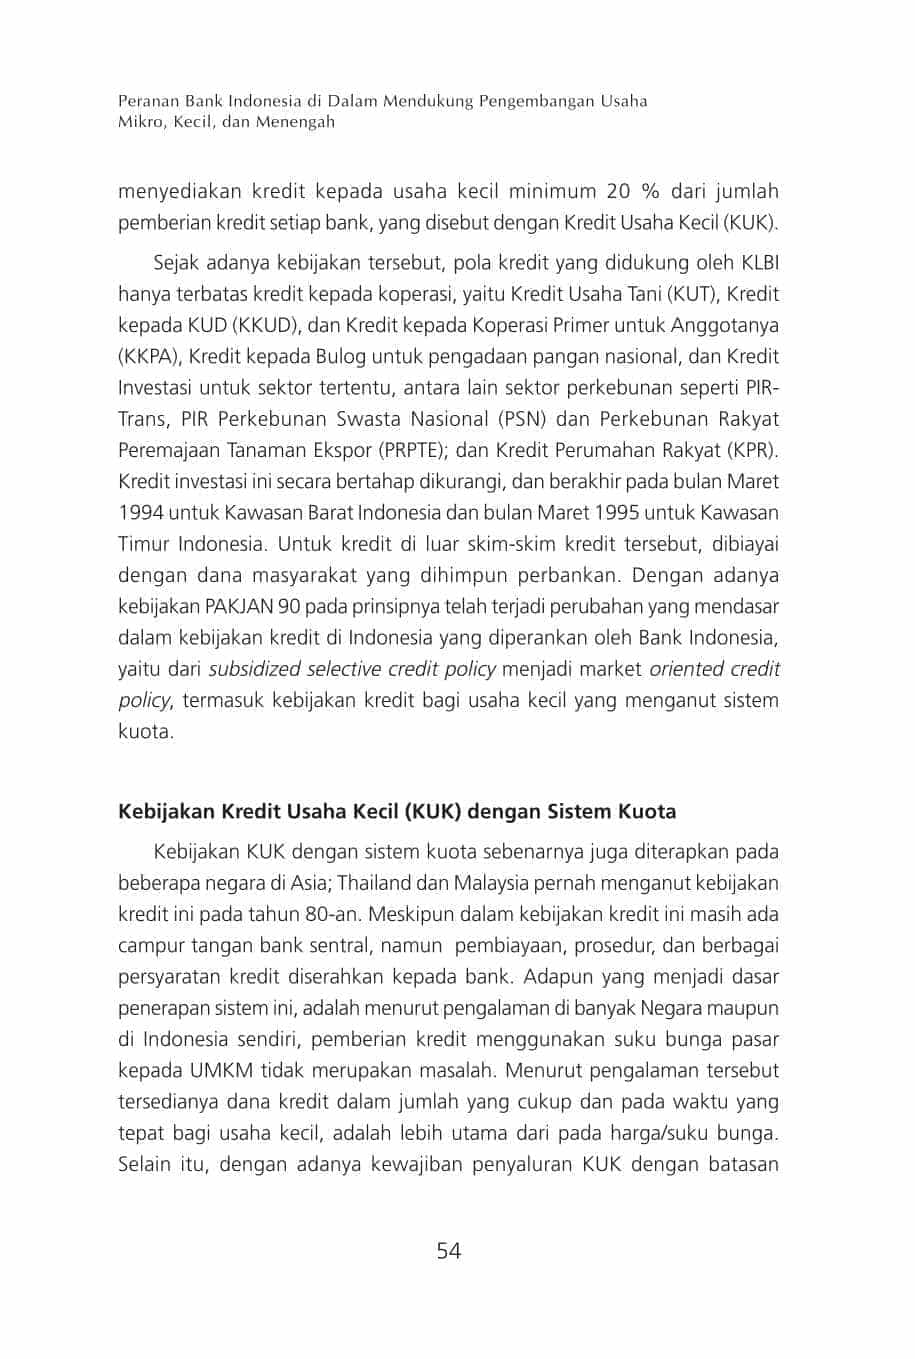 Peranan Bank Indonesia di Dalam Mendukung Pengembangan Usaha
Mikro, Kecil, dan Menengah
menyediakan kredit kepada usaha kecil minimum 20 % dari jumlah
pemberian kredit setiap bank, yang disebut dengan Kredit Usaha Kecil (KUK).
Sejak adanya kebijakan tersebut, pola kredit yang didukung oleh KLBI
hanya terbatas kredit kepada koperasi, yaitu Kredit Usaha Tani (KUT), Kredit
kepada KUD (KKUD), dan Kredit kepada Koperasi Primer untuk Anggotanya
(KKPA), Kredit kepada Bulog untuk pengadaan pangan nasional, dan Kredit
Investasi untuk sektor tertentu, antara lain sektor perkebunan seperti PIR-
Trans, PIR Perkebunan Swasta Nasional (PSN) dan Perkebunan Rakyat
Peremajaan Tanaman Ekspor (PRPTE); dan Kredit Perumahan Rakyat (KPR).
Kredit investasi ini secara bertahap dikurangi, dan berakhir pada bulan Maret
1994 untuk Kawasan Barat Indonesia dan bulan Maret 1995 untuk Kawasan
Timur Indonesia. Untuk kredit di luar skim-skim kredit tersebut, dibiayai
dengan dana masyarakat yang dihimpun perbankan. Dengan adanya
kebijakan PAKJAN 90 pada prinsipnya telah terjadi perubahan yang mendasar
dalam kebijakan kredit di Indonesia yang diperankan oleh Bank Indonesia,
yaitu dari subsidized selective credit policy menjadi market oriented credit
policy, termasuk kebijakan kredit bagi usaha kecil yang menganut sistem
kuota.
Kebijakan Kredit Usaha Kecil (KUK) dengan Sistem Kuota
Kebijakan KUK dengan sistem kuota sebenarnya juga diterapkan pada
beberapa negara di Asia; Thailand dan Malaysia pernah menganut kebijakan
kredit ini pada tahun 80-an. Meskipun dalam kebijakan kredit ini masih ada
campur tangan bank sentral, namun  pembiayaan, prosedur, dan berbagai
persyaratan kredit diserahkan kepada bank. Adapun yang menjadi dasar
penerapan sistem ini, adalah menurut pengalaman di banyak Negara maupun
di Indonesia sendiri, pemberian kredit menggunakan suku bunga pasar
kepada UMKM tidak merupakan masalah. Menurut pengalaman tersebut
tersedianya dana kredit dalam jumlah yang cukup dan pada waktu yang
tepat bagi usaha kecil, adalah lebih utama dari pada harga/suku bunga.
Selain itu, dengan adanya kewajiban penyaluran KUK dengan batasan
54